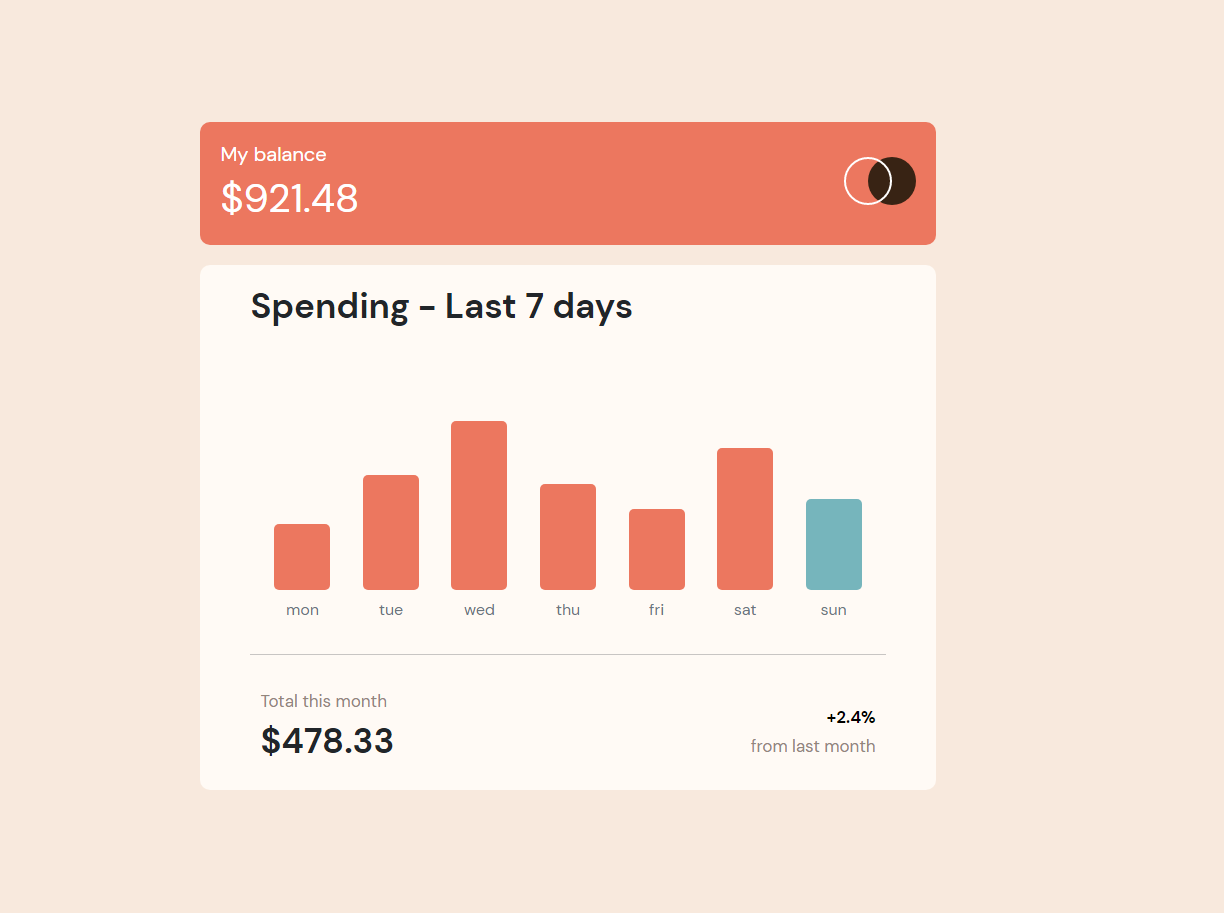 My balance
$921.48
Spending - Last 7 days
mon tue wed thu fri sat sun
Total this month
$478.33
+2.4%
from last month